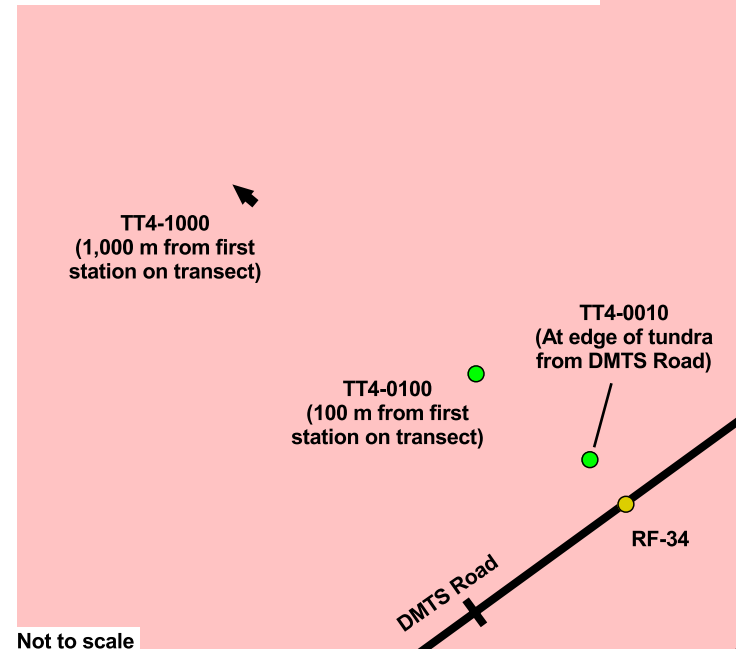 TT4-1000
(1,000 m from first
station on transect)
TT4-0010
(At edge of tundra
from DMTS Road)
TT4-0100
(100 m from first
station on transect)
RF-34
DMTS Road
Not to scale